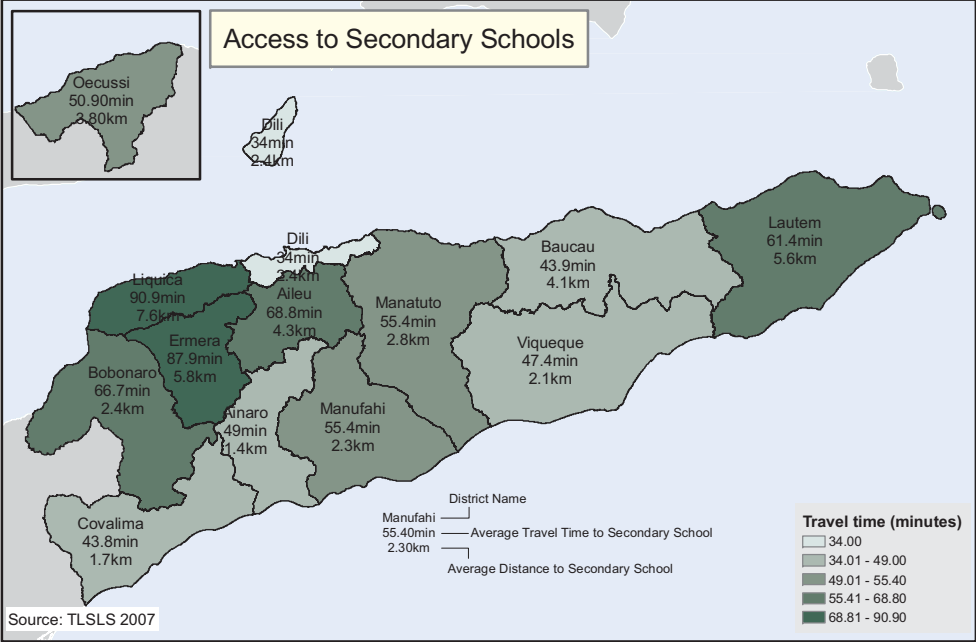 Access to Secondary Schools
Oecussi
50.90min
3.80km
Dili
34min
2.4km
Dili
34min
2.4km
Liquica
90.9min
7.6km
Aileu
68.8min
4.3km
Ermera
87.9min
5.8km
Bobonaro
66.7min
2.4km
Ainaro
49min
1.4km
Manatuto
55.4min
2.8km
Manufahi
55.4min
2.3km
Baucau
43.9min
4.1km
Viqueque
47.4min
2.1km
Lautem
61.4min
5.6km
Covalima
43.8min
1.7km
District Name
Manufahi
55.40min
Average Travel Time to Secondary School
2.30km
Average Distance to Secondary School
Travel time (minutes)
34.00
34.01 - 49.00
49.01 - 55.40
55.41 - 68.80
68.81 - 90.90
Source: TLSLS 2007